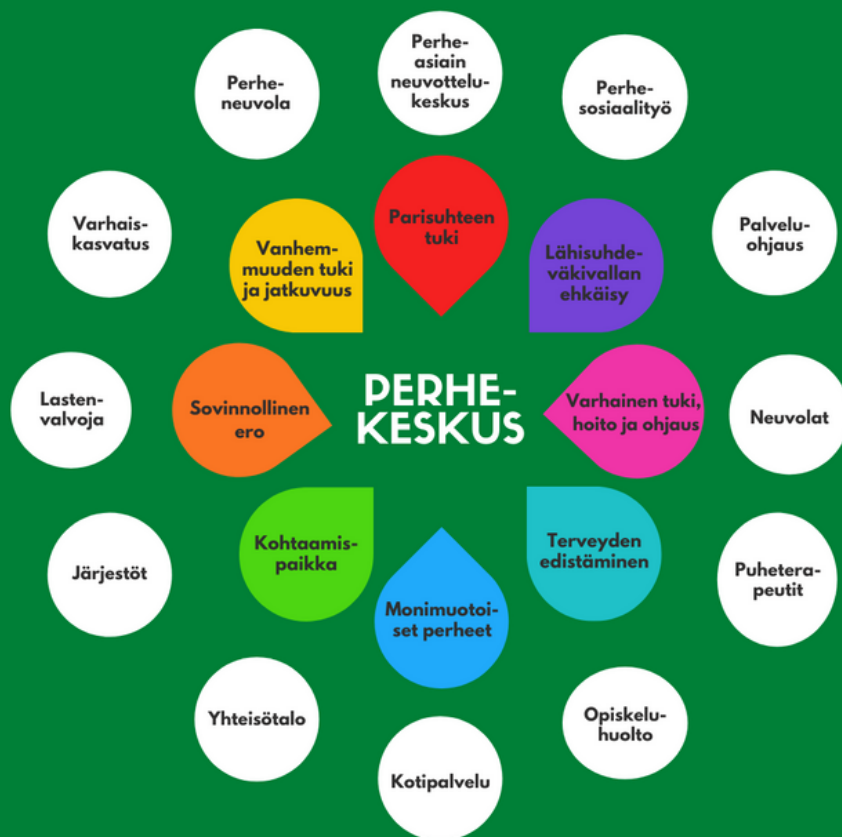 Perhe-
asiain
neuvottelu-
keskus
Perhe-
neuvola
Perhe-
sosiaalityö
Varhais-
kasvatus
Palvelu-
ohjaus
Parisuhteen
tuki
Vanhem-
muuden tuki
ja jatkuvuus
Lähisuhde-
väkivallan
ehkäisy
Lasten-
valvoja
Sovinnollinen
ero
PERHE-
KESKUS
Varhainen tuki,
hoito ja ohjaus
Neuvolat
Järjestöt
Kohtaamis-
paikka
Terveyden
edistäminen
Puhetera-
peutit
Monimuotoi-
set perheet
Yhteisötalo
Opiskelu-
huolto
Kotipalvelu